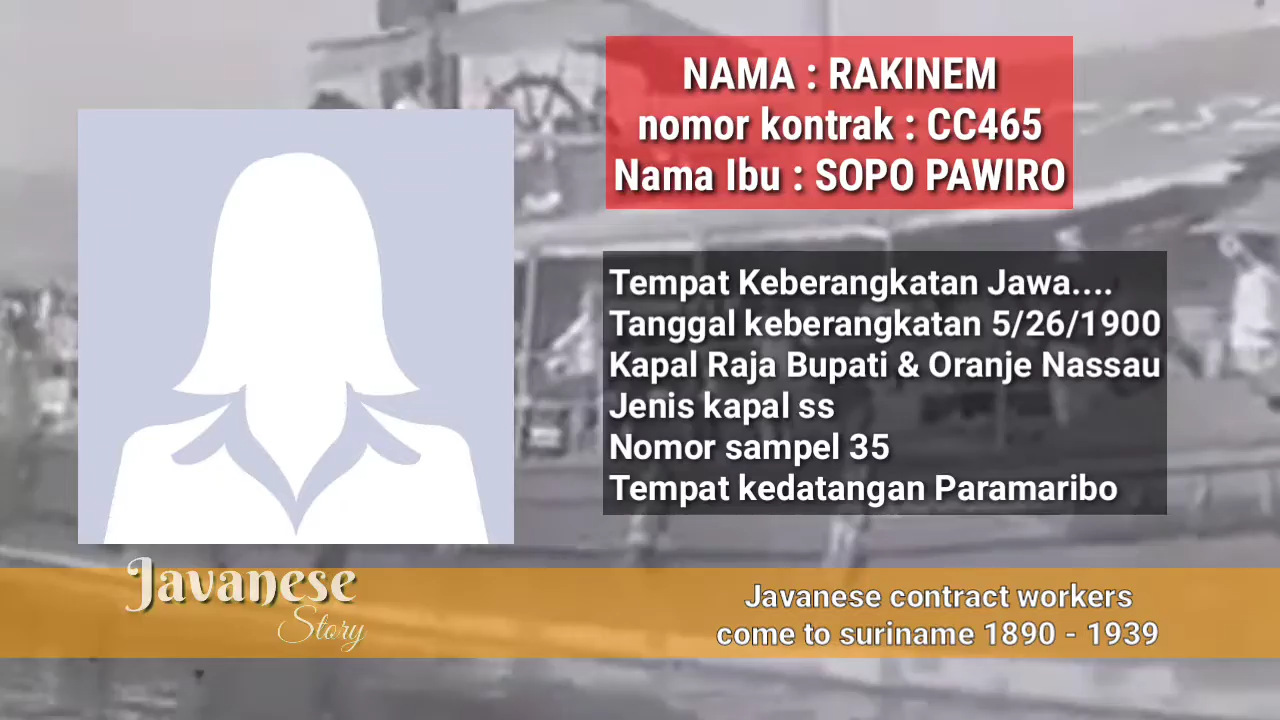 NAMA : RAKINEM
nomor kontrak : CC465
Nama Ibu : SOPO PAWIRO
Tempat Keberangkatan Jawa....
Tanggal keberangkatan 5/26/1900
Kapal Raja Bupati & Oranje Nassau
Jenis kapal ss
Nomor sampel 35
Tempat kedatangan Paramaribo
Javanese
Story
Javanese contract workers
come to suriname 1890 - 1939